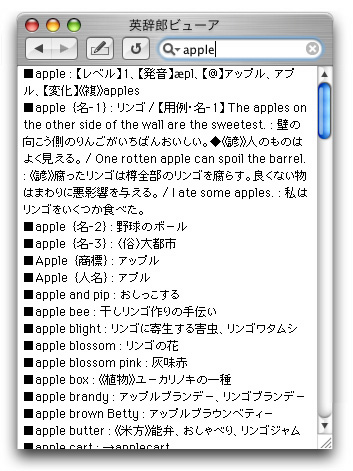 英辞郎ビューア
apple
■apple : 【レベル】1、【発音】æpl、【@】アップル、アプ
ル、【変化】《複》apples
■apple {名-1} : リンゴ /【用例・名-1】The apples on
the other side of the wall are the sweetest. : 壁の
向こう側のりんごがいちばんおいしい。◆《諺》人のものは
よく見える。 / One rotten apple can spoil the barrel.
: 《諺》腐ったリンゴは樽全部のリンゴを腐らす。良くない物
はまわりに悪影響を与える。 / I ate some apples. : 私は
リンゴをいくつか食べた。
■apple {名-2} : 野球のボール
■apple {名-3} : 〈俗〉大都市
■Apple {商標} : アップル
■Apple {人名} : アプル
■apple and pip : おしっこする
■apple bee : 干しリンゴ作りの手伝い
■apple blight : リンゴに寄生する害虫、リンゴワタムシ
■apple blossom : リンゴの花
■apple blossom pink : 灰味赤
■apple box : 《植物》ユーカリノキの一種
■apple brandy : アップルブランデー、リンゴブランデー
■apple brown Betty : アップルブラウンベティー
■apple butter : 〈米方〉能弁、おしゃべり、リンゴジャム
■apple cart : →applecart